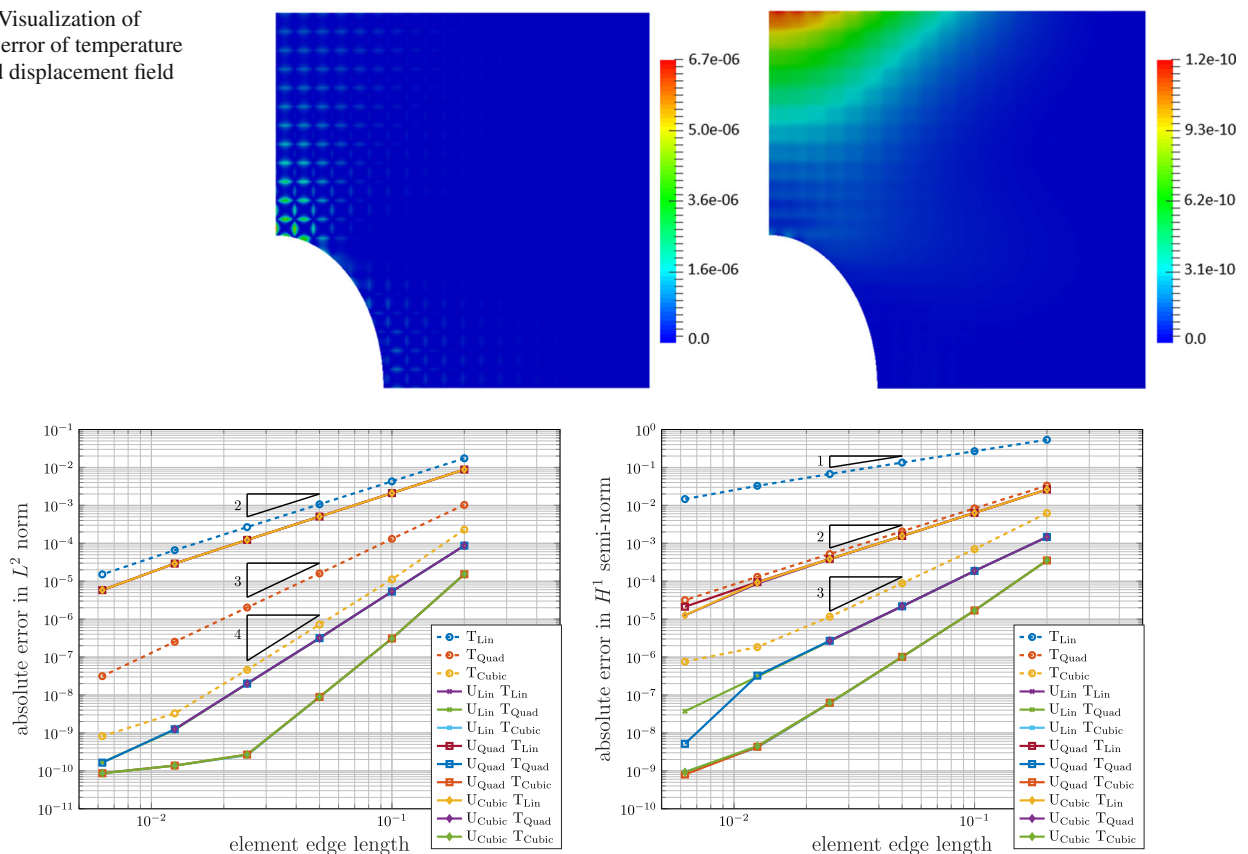 Visualization of
error of temperature
d displacement field
6.7e-06
5.0e-06
3.6e-06
1.6e-06
0.0
1.2e-10
9.3e-10
6.2e-10
3.1e-10
0.0
absolute error in L² norm
10⁻¹
10⁻²
10⁻³
10⁻⁴
10⁻⁵
10⁻⁶
10⁻⁷
10⁻⁸
10⁻⁹
10⁻¹⁰
10⁻¹¹
2
3
4
10⁻²
10⁻¹
element edge length
T_Lin
T_Quad
T_Cubic
U_Lin T_Lin
U_Lin T_Quad
U_Lin T_Cubic
U_Quad T_Lin
U_Quad T_Quad
U_Quad T_Cubic
U_Cubic T_Lin
U_Cubic T_Quad
U_Cubic T_Cubic
absolute error in H¹ semi-norm
10⁰
10⁻¹
10⁻²
10⁻³
10⁻⁴
10⁻⁵
10⁻⁶
10⁻⁷
10⁻⁸
10⁻⁹
10⁻¹⁰
1
2
3
10⁻²
10⁻¹
element edge length
T_Lin
T_Quad
T_Cubic
U_Lin T_Lin
U_Lin T_Quad
U_Lin T_Cubic
U_Quad T_Lin
U_Quad T_Quad
U_Quad T_Cubic
U_Cubic T_Lin
U_Cubic T_Quad
U_Cubic T_Cubic